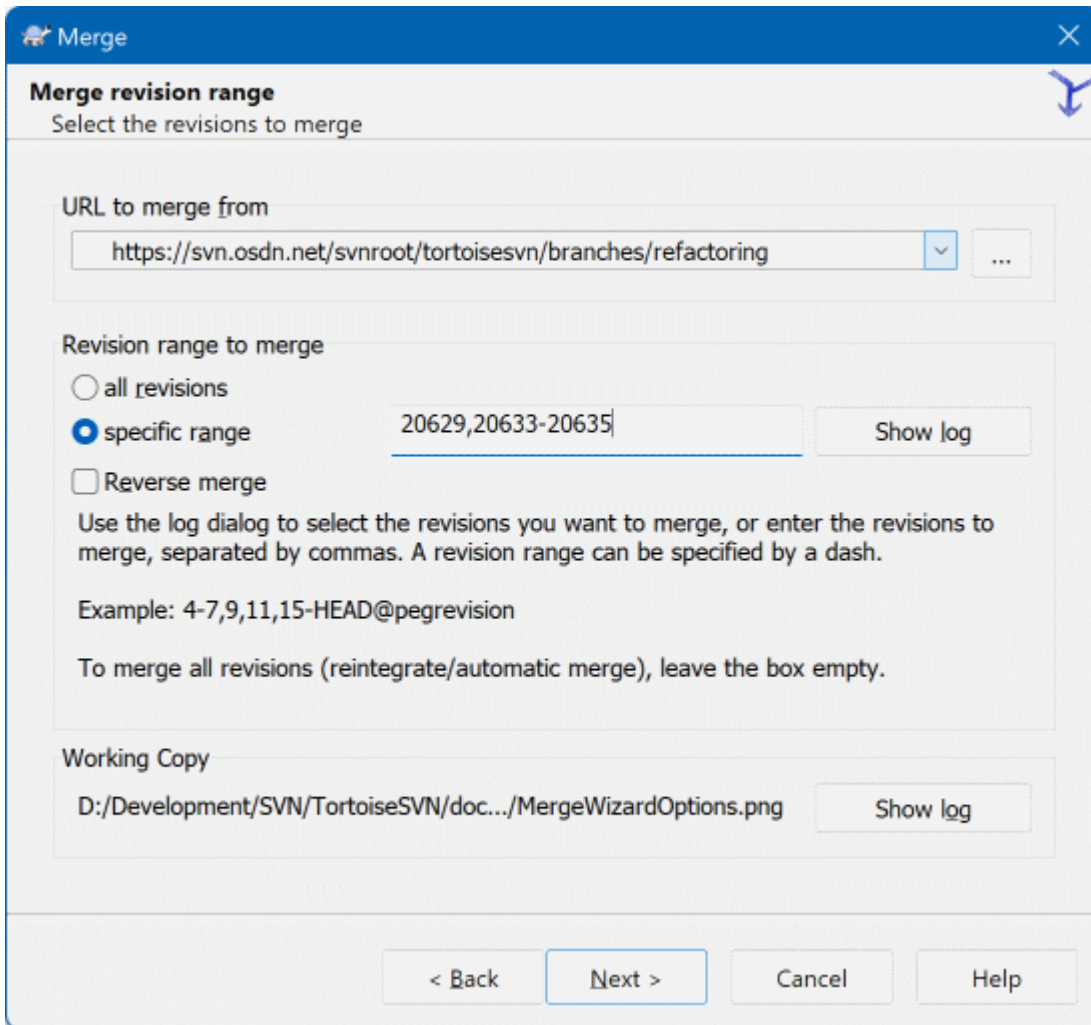 Merge
Merge revision range
Select the revisions to merge
URL to merge from
https://svn.osdn.net/svnroot/tortoisesvn/branches/refactoring
...
Revision range to merge
all revisions
specific range
20629,20633-20635
Show log
Reverse merge
Use the log dialog to select the revisions you want to merge, or enter the revisions to
merge, separated by commas. A revision range can be specified by a dash.
Example: 4-7,9,11,15-HEAD@pegrevision
To merge all revisions (reintegrate/automatic merge), leave the box empty.
Working Copy
D:/Development/SVN/TortoiseSVN/doc.../MergeWizardOptions.png
Show log
< Back
Next >
Cancel
Help